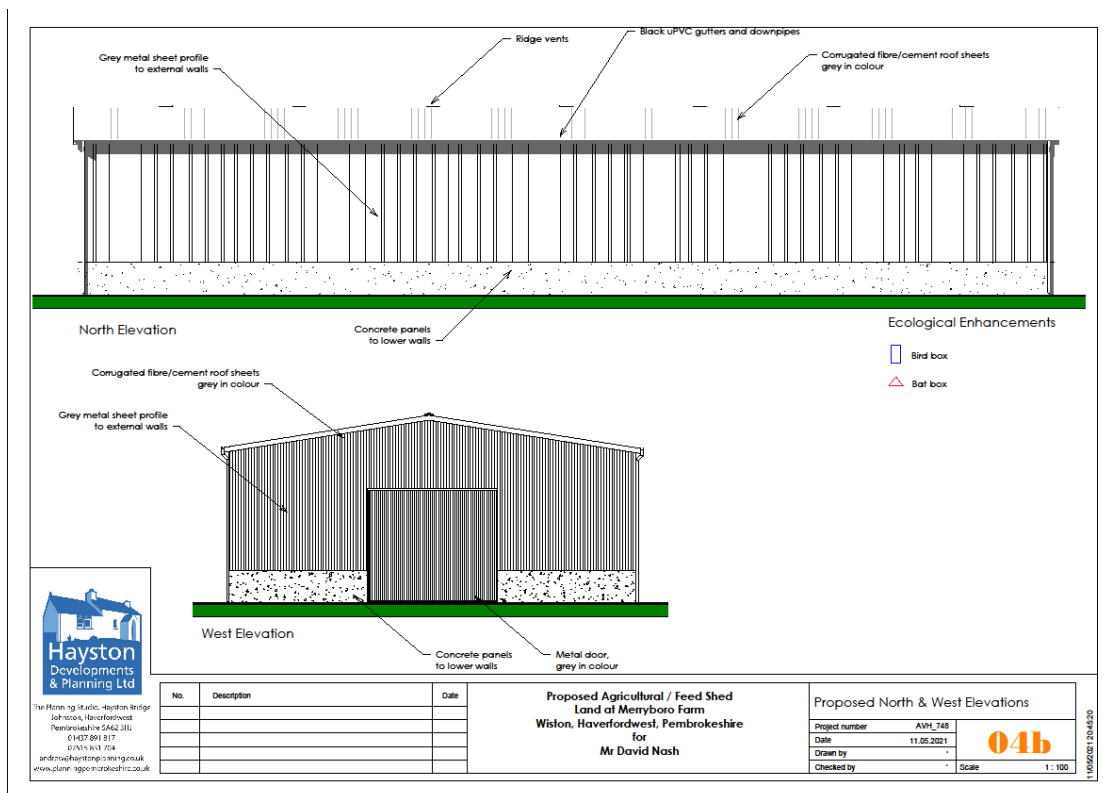 Ridge vents
Black uPVC gutters and downpipes
Grey metal sheet profile
to external walls
Corrugated fibre/cement roof sheets
grey in colour
North Elevation
Concrete panels
to lower walls
Ecological Enhancements
Bird box
Bat box
Corrugated fibre/cement roof sheets
grey in colour
Grey metal sheet profile
to external walls
West Elevation
Concrete panels
to lower walls
Metal door,
grey in colour
Hayston
Developments
& Planning Ltd
The Planning Studio, Hayston Bridge
Johnston, Haverfordwest
Pembrokeshire SA62 3HJ
01437 891 817
andrew@haystonplanning.co.uk
www.planningpembrokeshire.co.uk
No. Description Date
Proposed Agricultural / Feed Shed
Land at Merryboro Farm
Wiston, Haverfordwest, Pembrokeshire
for
Mr David Nash
Proposed North & West Elevations
Project number AVH_748
Date 11.05.2021
Drawn by
Checked by
04b
Scale 1 : 100
11/05/2021 20:45:20